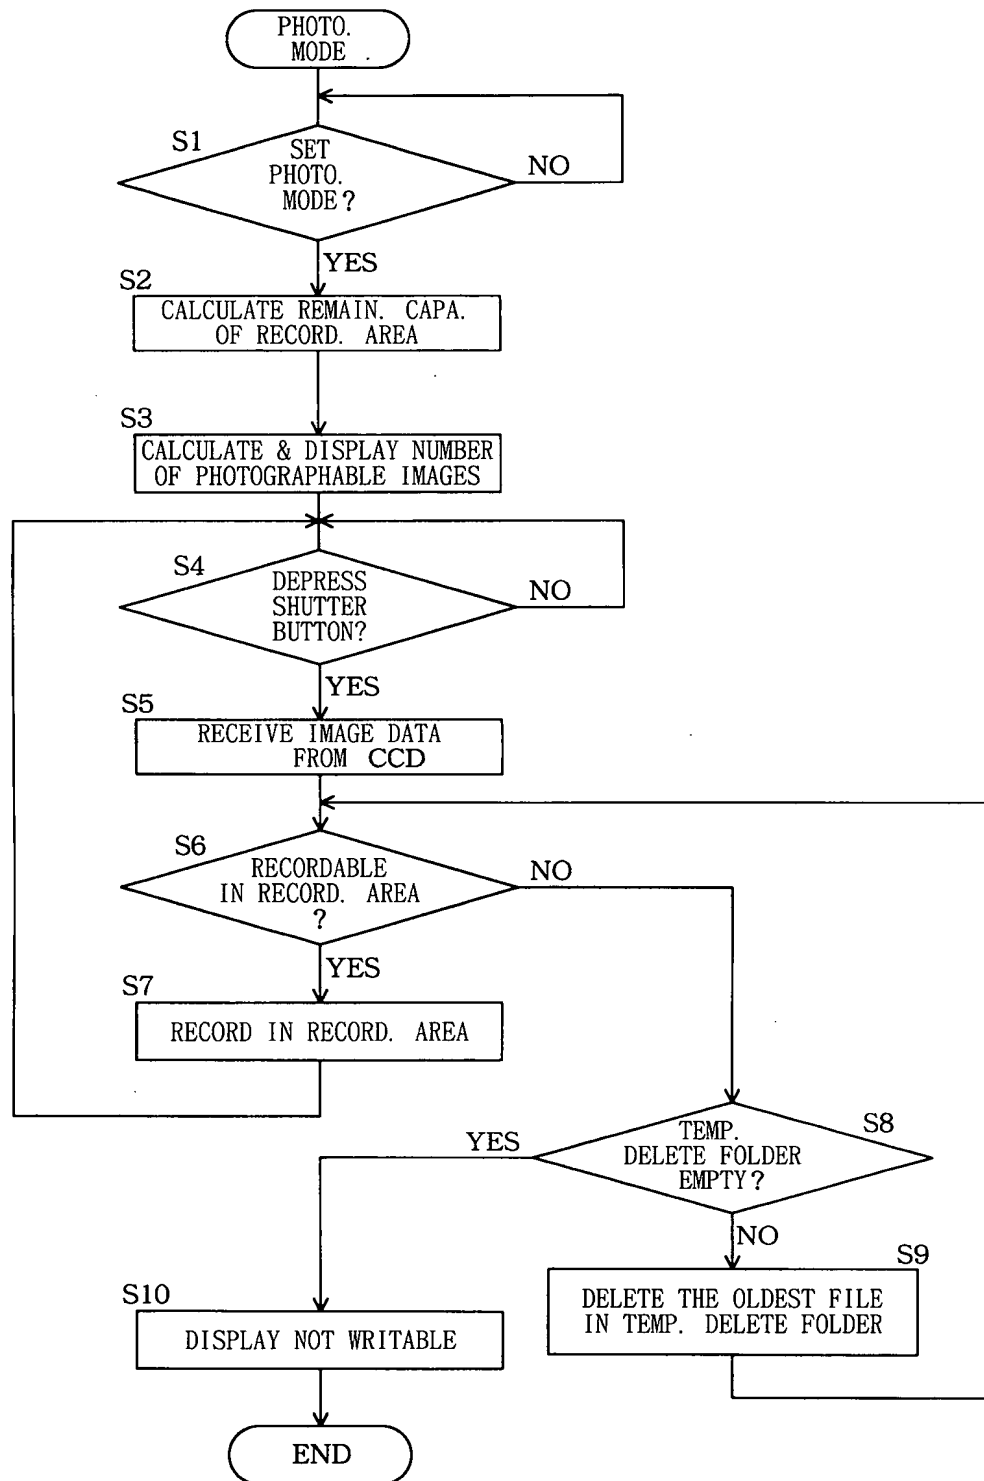 PHOTO.
MODE
S1
SET
PHOTO.
MODE?
NO
YES
S2
CALCULATE REMAIN. CAPA.
OF RECORD. AREA
S3
CALCULATE & DISPLAY NUMBER
OF PHOTOGRAPHABLE IMAGES
S4
DEPRESS
SHUTTER
BUTTON?
NO
YES
S5
RECEIVE IMAGE DATA
FROM CCD
S6
RECORDABLE
IN RECORD. AREA
?
NO
YES
S7
RECORD IN RECORD. AREA
S8
TEMP.
DELETE FOLDER
EMPTY?
YES
NO
S9
DELETE THE OLDEST FILE
IN TEMP. DELETE FOLDER
S10
DISPLAY NOT WRITABLE
END